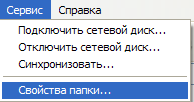 Сервис Справка
Подключить сетевой диск...
Отключить сетевой диск...
Синхронизовать...
Свойства папки...